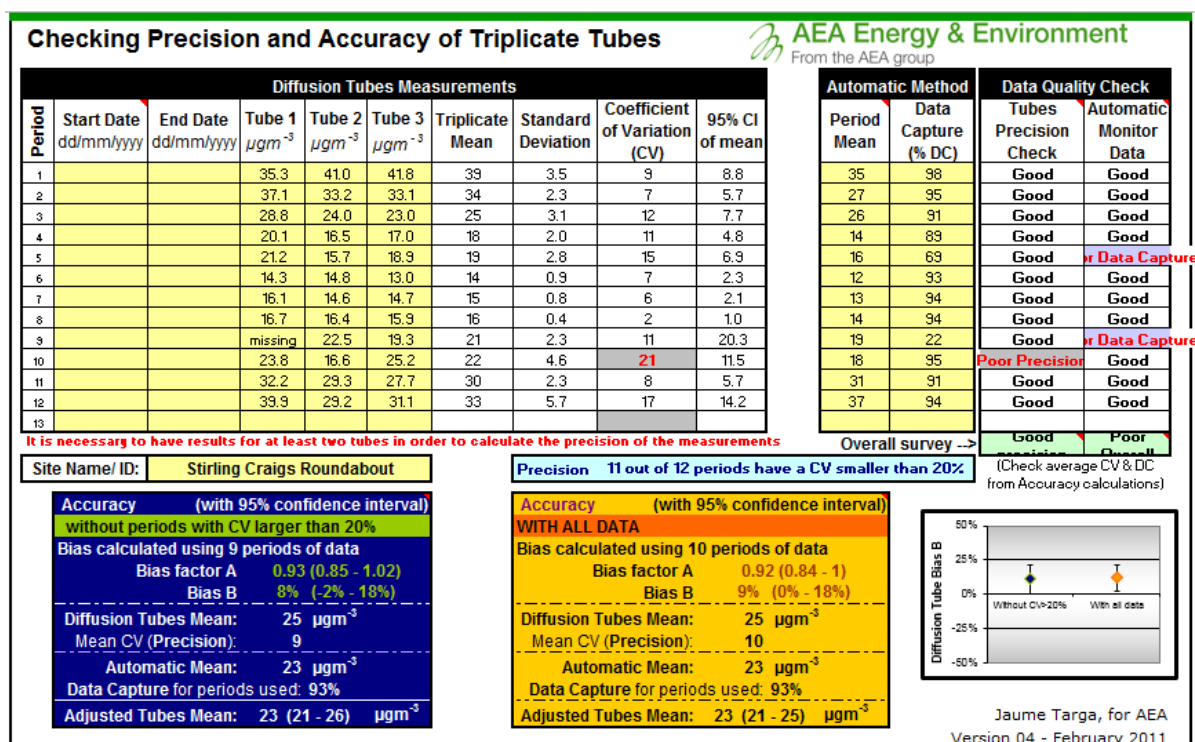 Checking Precision and Accuracy of Triplicate Tubes
AEA Energy & Environment
From the AEA group
Diffusion Tubes Measurements
Automatic Method
Data Quality Check
Period
Start Date dd/mm/yyyy
End Date dd/mm/yyyy
Tube 1 µgm-3
Tube 2 µgm-3
Tube 3 µgm-3
Triplicate Mean
Standard Deviation
Coefficient of Variation (CV)
95% CI of mean
Period Mean
Data Capture (% DC)
Tubes Precision Check
Automatic Monitor Data
1 35.3 41.0 41.8 39 3.5 9 8.8 35 98 Good Good
2 37.1 33.2 33.1 34 2.3 7 5.7 27 95 Good Good
3 28.8 24.0 23.0 25 3.1 12 7.7 26 91 Good Good
4 20.1 16.5 17.0 18 2.0 11 4.8 14 89 Good Good
5 21.2 15.7 18.9 19 2.8 15 6.9 16 69 Good r Data Capture
6 14.3 14.8 13.0 14 0.9 7 2.3 12 93 Good Good
7 16.1 14.6 14.7 15 0.8 6 2.1 13 94 Good Good
8 16.7 16.4 15.9 16 0.4 2 1.0 14 94 Good Good
9 missing 22.5 19.3 21 2.3 11 20.3 19 22 Good r Data Capture
10 23.8 16.6 25.2 22 4.6 21 11.5 18 95 Poor Precision Good
11 32.2 29.3 27.7 30 2.3 8 5.7 31 91 Good Good
12 39.9 29.2 31.1 33 5.7 17 14.2 37 94 Good Good
13
It is necessary to have results for at least two tubes in order to calculate the precision of the measurements
Overall survey -->
Good precision
Poor Overall
(Check average CV & DC from Accuracy calculations)
Site Name/ ID: Stirling Craigs Roundabout
Precision 11 out of 12 periods have a CV smaller than 20%
Accuracy (with 95% confidence interval)
without periods with CV larger than 20%
Bias calculated using 9 periods of data
Bias factor A 0.93 (0.85 - 1.02)
Bias B 8% (-2% - 18%)
Diffusion Tubes Mean: 25 µgm-3
Mean CV (Precision): 9
Automatic Mean: 23 µgm-3
Data Capture for periods used: 93%
Adjusted Tubes Mean: 23 (21 - 26) µgm-3
Accuracy (with 95% confidence interval)
WITH ALL DATA
Bias calculated using 10 periods of data
Bias factor A 0.92 (0.84 - 1)
Bias B 9% (0% - 18%)
Diffusion Tubes Mean: 25 µgm-3
Mean CV (Precision): 10
Automatic Mean: 23 µgm-3
Data Capture for periods used: 93%
Adjusted Tubes Mean: 23 (21 - 25) µgm-3
Diffusion Tube Bias B
50%
25%
0%
-25%
-50%
Without CV>20%
With all data
Jaume Targa, for AEA
Version 04 - February 2011